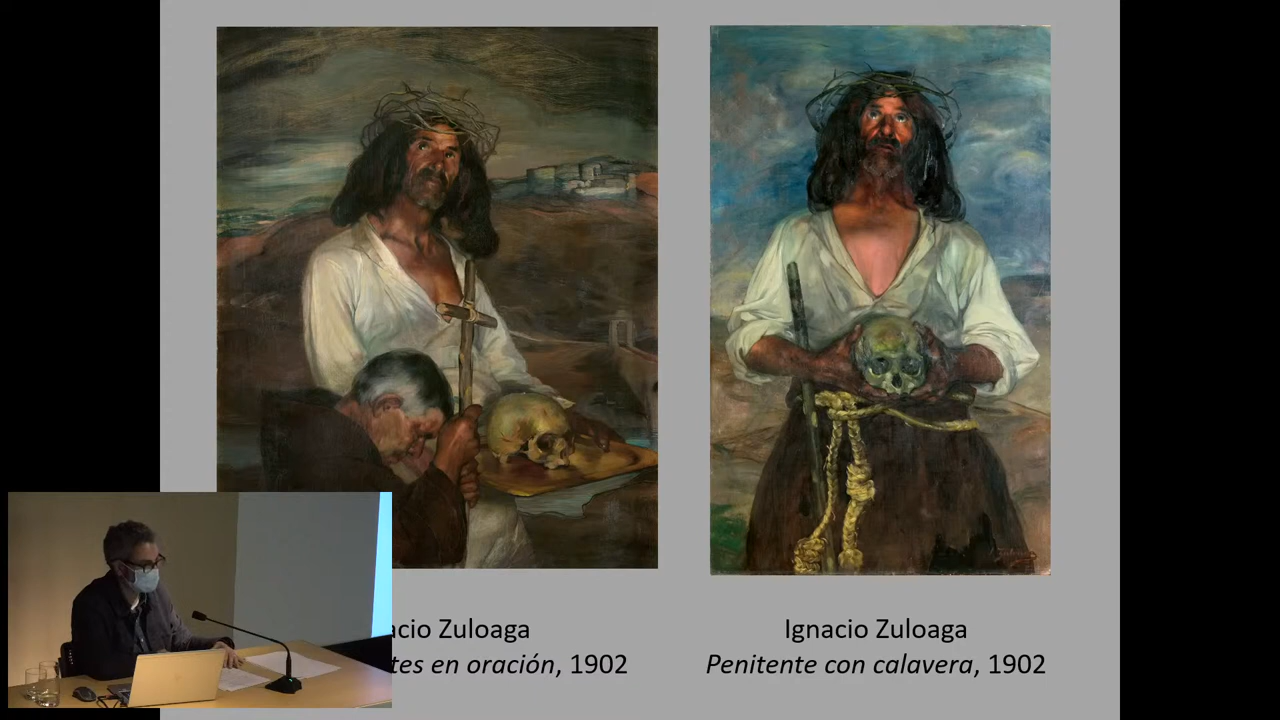 acio Zuloaga
tes en oración, 1902
Ignacio Zuloaga
Penitente con calavera, 1902